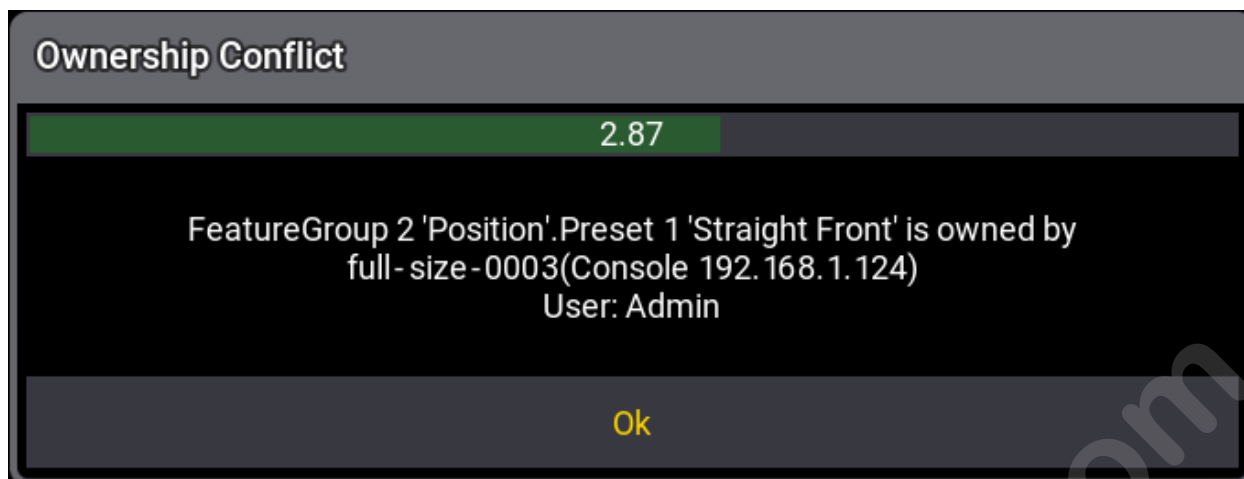 Ownership Conflict
2.87
FeatureGroup 2 'Position'.Preset 1 'Straight Front' is owned by
full-size-0003(Console 192.168.1.124)
User: Admin
Ok
om